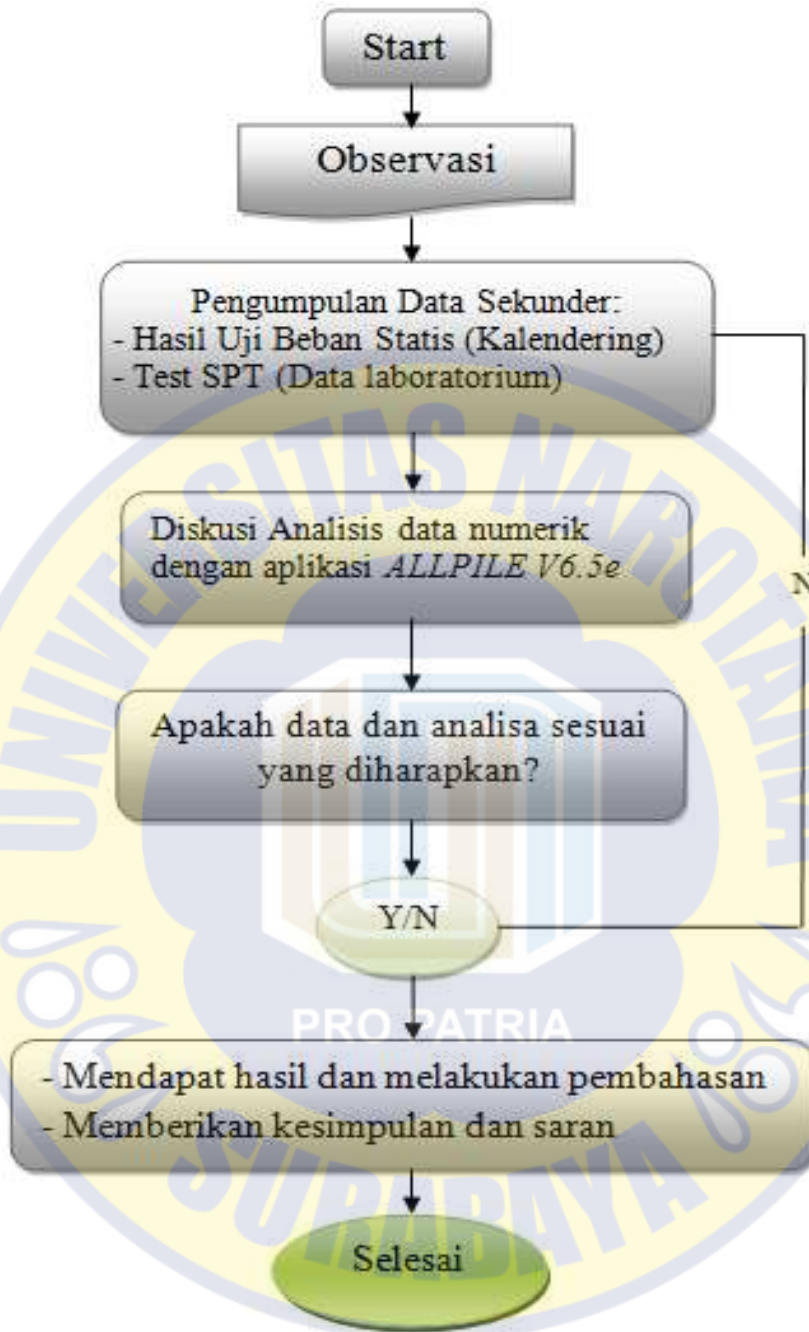 Start
Observasi
Pengumpulan Data Sekunder:
- Hasil Uji Beban Statis (Kalendering)
- Test SPT (Data laboratorium)
Diskusi Analisis data numerik
dengan aplikasi ALLPILE V6.5e
N
Apakah data dan analisa sesuai
yang diharapkan?
Y/N
- Mendapat hasil dan melakukan pembahasan
- Memberikan kesimpulan dan saran
Selesai
UNIVERSITAS NAROTAMA
PRO PATRIA
SURABAYA